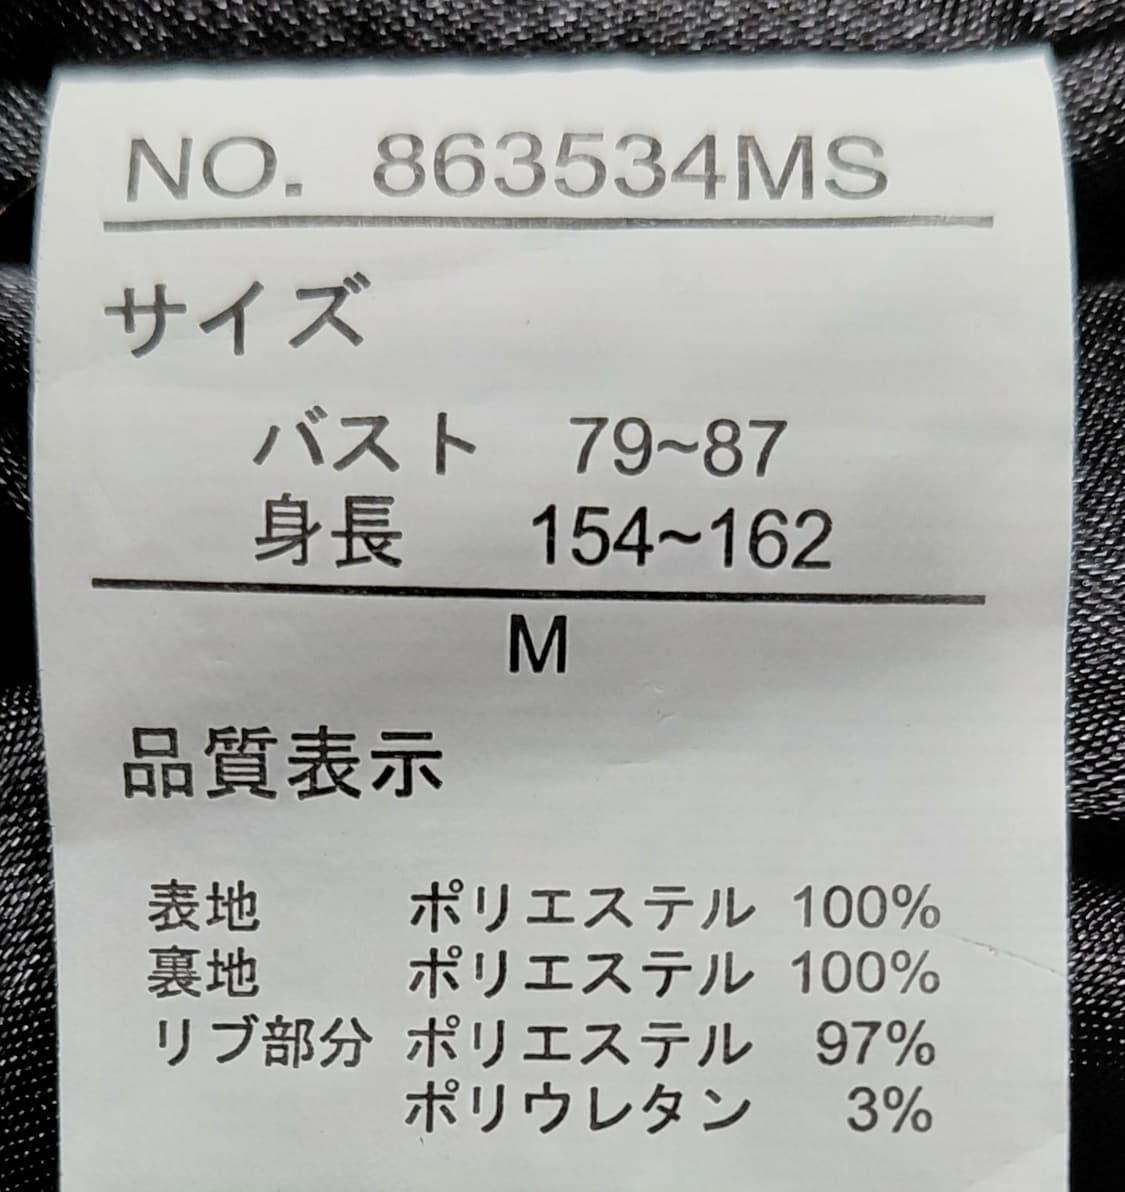 NO. 863534MS
サイズ
バスト 79~87
身長 154~162
M
品質表示
表地 ポリエステル 100%
裏地 ポリエステル 100%
リブ部分 ポリエステル 97%
ポリウレタン 3%